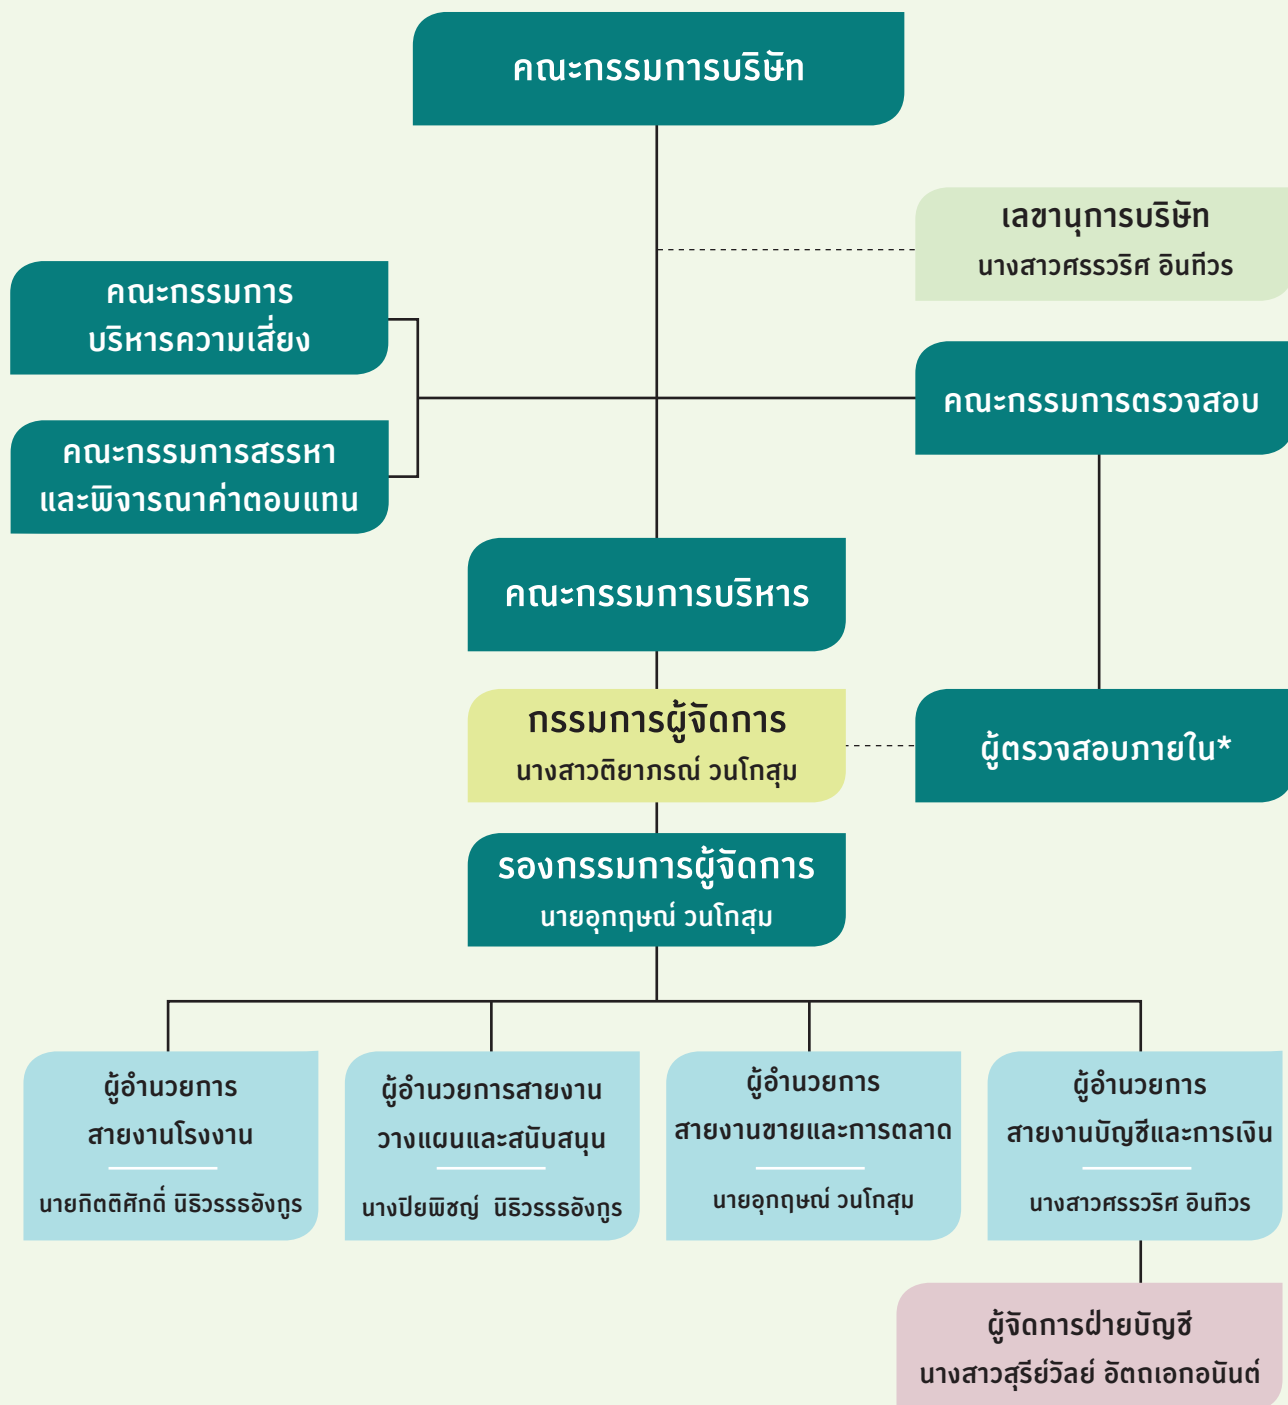 คณะกรรมการบริษัท
เลขานุการบริษัท
นางสาวศรรวริศ อินทีวร
คณะกรรมการ
บริหารความเสี่ยง
คณะกรรมการตรวจสอบ
คณะกรรมการสรรหา
และพิจารณาค่าตอบแทน
คณะกรรมการบริหาร
กรรมการผู้จัดการ
นางสาวติยาภรณ์ วนโกสุม
ผู้ตรวจสอบภายใน*
รองกรรมการผู้จัดการ
นายอุกฤษณ์ วนโกสุม
ผู้อำนวยการ
สายงานโรงงาน
นายกิตติศักดิ์ นิธิวรรธอังกูร
ผู้อำนวยการสายงาน
วางแผนและสนับสนุน
นางปิยพิชญ์ นิธิวรรธอังกูร
ผู้อำนวยการ
สายงานขายและการตลาด
นายอุกฤษณ์ วนโกสุม
ผู้อำนวยการ
สายงานบัญชีและการเงิน
นางสาวศรรวริศ อินทิวร
ผู้จัดการฝ่ายบัญชี
นางสาวสุรีย์วัลย์ อัตถเอกอนันต์